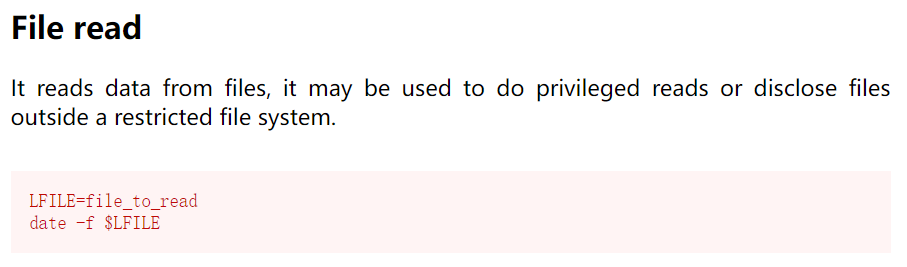 File read
It reads data from files, it may be used to do privileged reads or disclose files
outside a restricted file system.
LFILE=file_to_read
date -f $LFILE